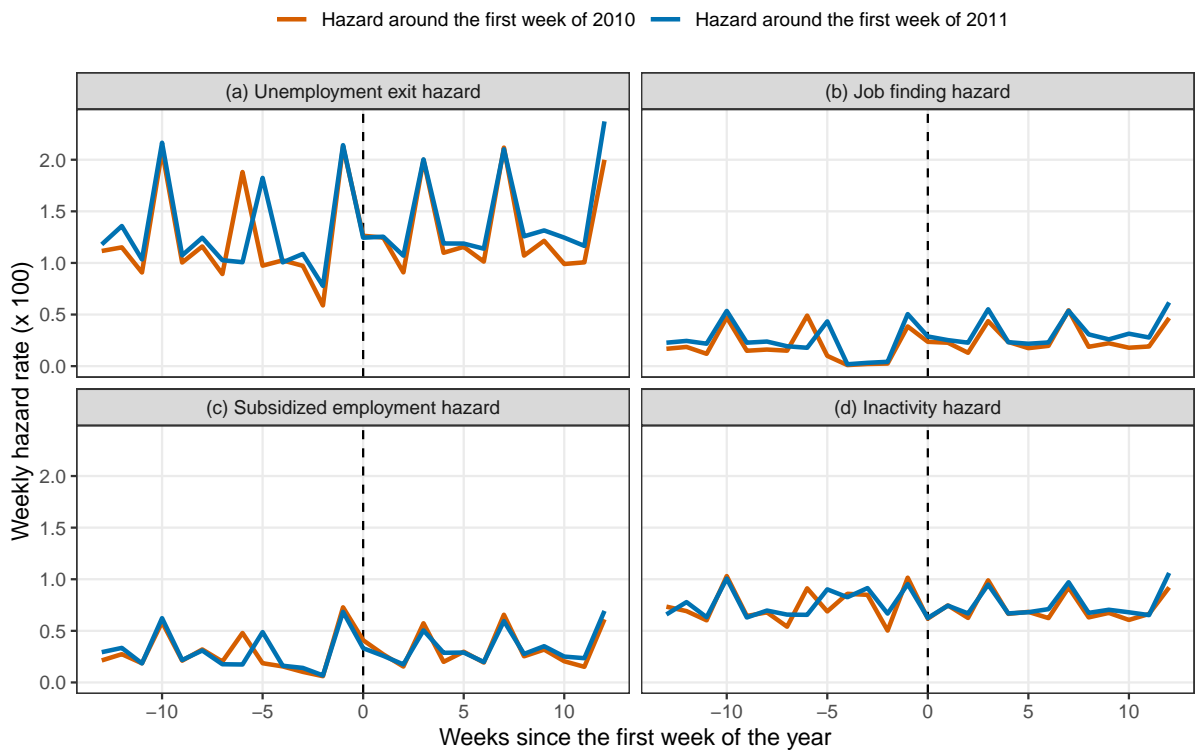 Hazard around the first week of 2010 Hazard around the first week of 2011
(a) Unemployment exit hazard
(b) Job finding hazard
2.0
1.5
1.0
0.5
0.0
(c) Subsidized employment hazard
(d) Inactivity hazard
2.0
1.5
1.0
0.5
0.0
−10 −5 0 5 10
−10 −5 0 5 10
Weekly hazard rate (x 100)
Weeks since the first week of the year